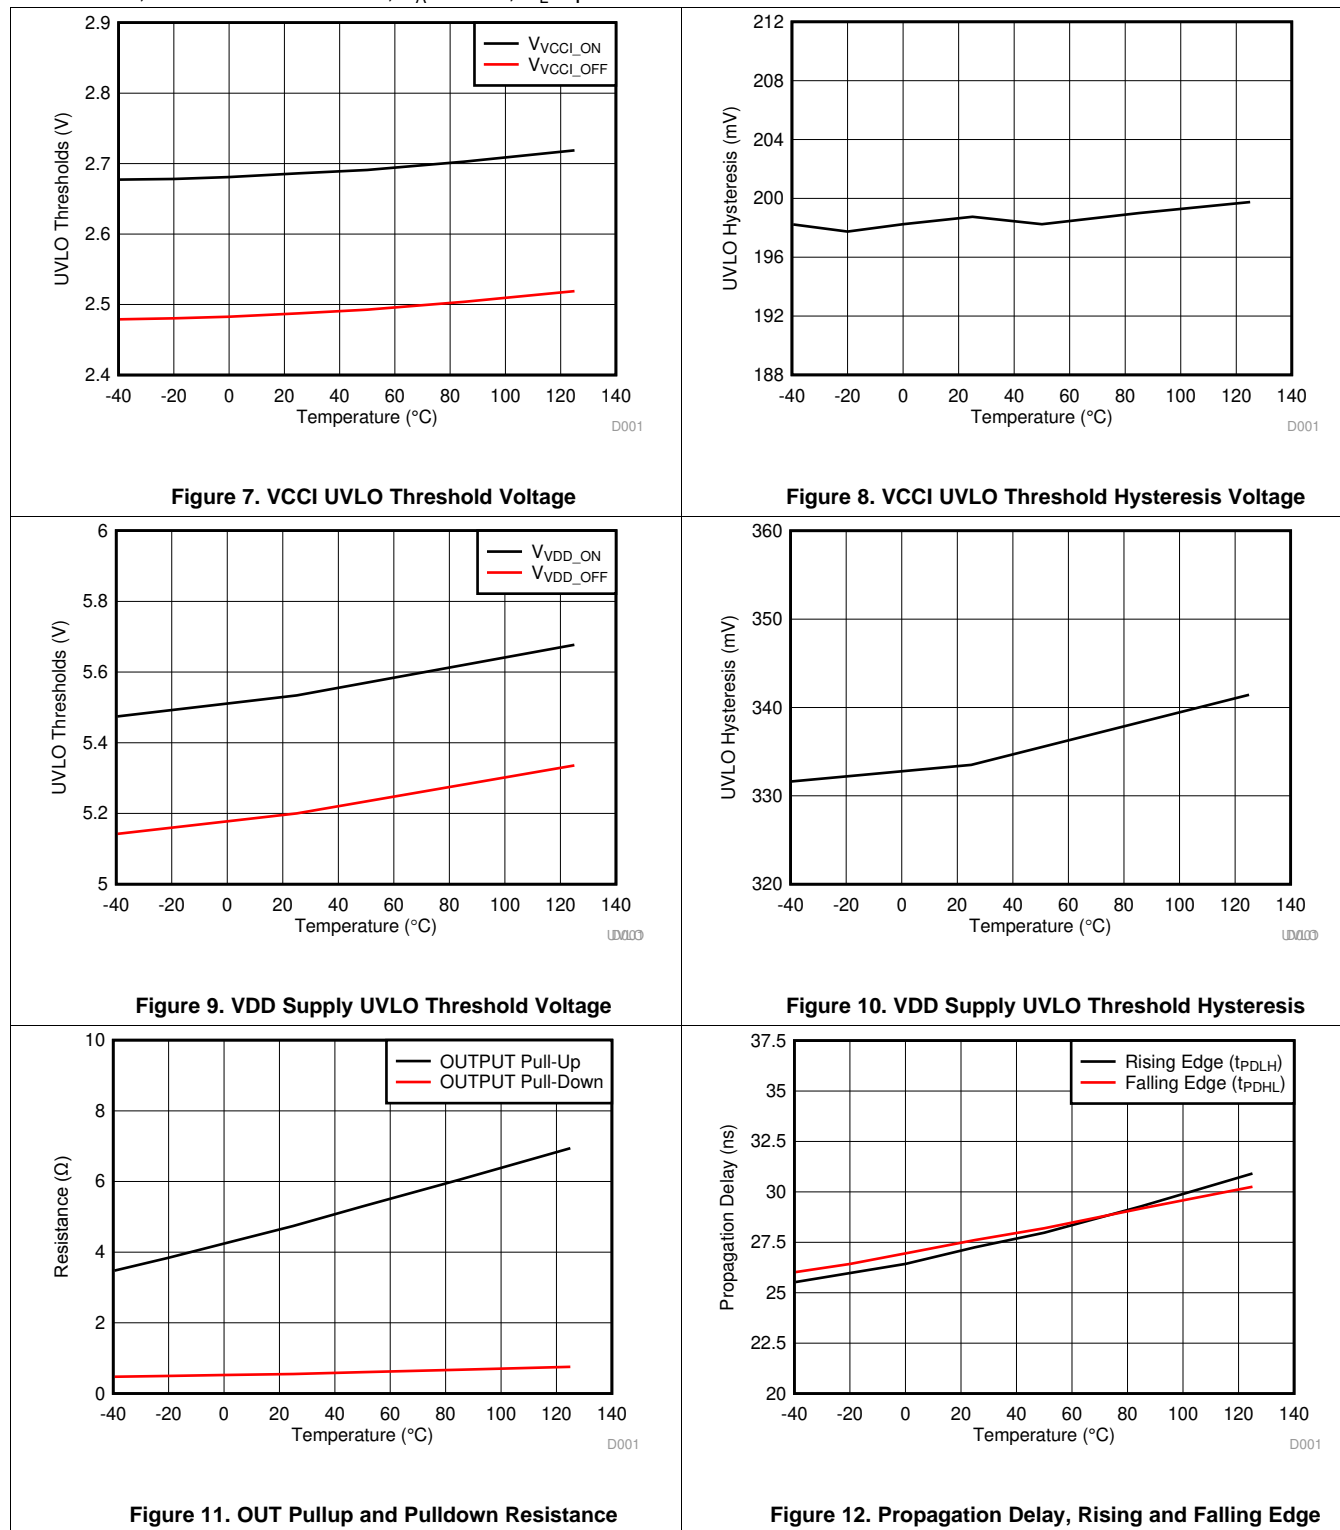 2.9
2.8
2.7
2.6
2.5
2.4
UVLO Thresholds (V)
V_VCCI_ON
V_VCCI_OFF
-40 -20 0 20 40 60 80 100 120 140
Temperature (°C)
D001
Figure 7. VCCI UVLO Threshold Voltage
212
208
204
200
196
192
188
UVLO Hysteresis (mV)
-40 -20 0 20 40 60 80 100 120 140
Temperature (°C)
D001
Figure 8. VCCI UVLO Threshold Hysteresis Voltage
6
5.8
5.6
5.4
5.2
5
UVLO Thresholds (V)
V_VDD_ON
V_VDD_OFF
-40 -20 0 20 40 60 80 100 120 140
Temperature (°C)
Figure 9. VDD Supply UVLO Threshold Voltage
360
350
340
330
320
UVLO Hysteresis (mV)
-40 -20 0 20 40 60 80 100 120 140
Temperature (°C)
Figure 10. VDD Supply UVLO Threshold Hysteresis
10
8
6
4
2
0
Resistance (Ω)
OUTPUT Pull-Up
OUTPUT Pull-Down
-40 -20 0 20 40 60 80 100 120 140
Temperature (°C)
D001
Figure 11. OUT Pullup and Pulldown Resistance
37.5
35
32.5
30
27.5
25
22.5
20
Propagation Delay (ns)
Rising Edge (t_PDLH)
Falling Edge (t_PDHL)
-40 -20 0 20 40 60 80 100 120 140
Temperature (°C)
D001
Figure 12. Propagation Delay, Rising and Falling Edge